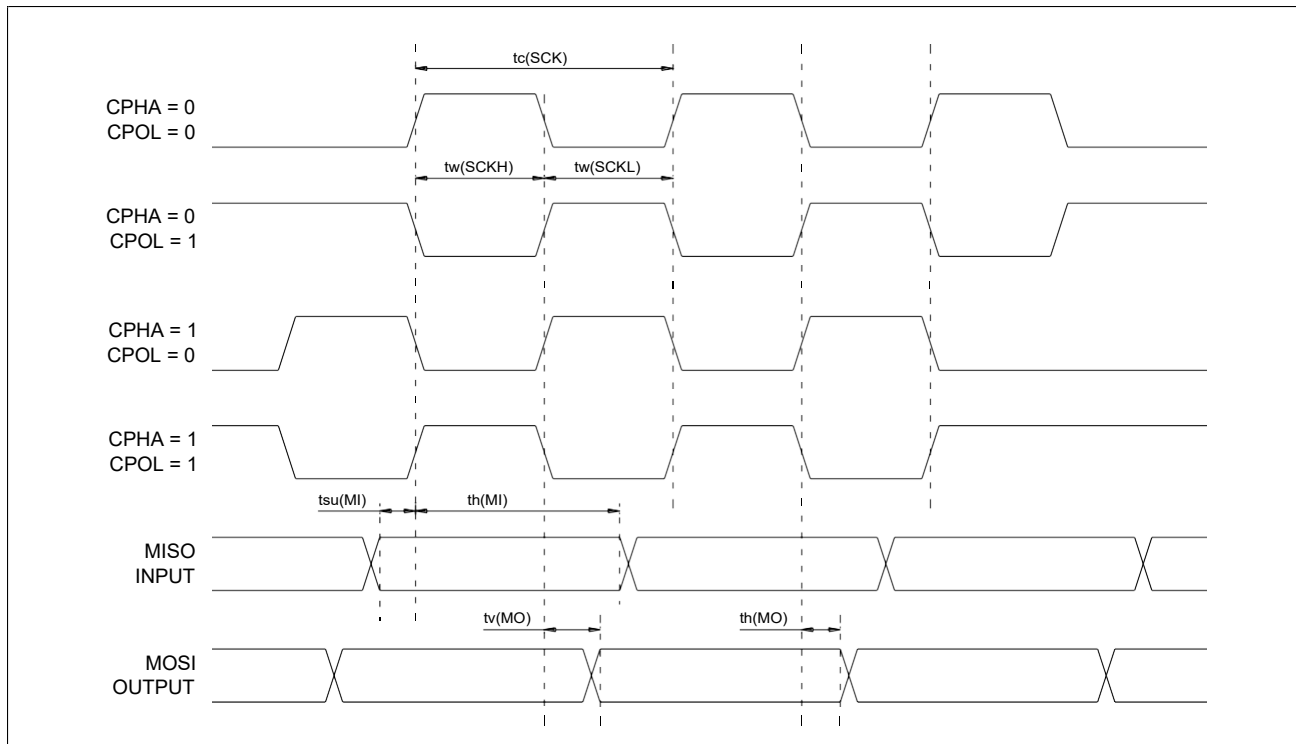 tc(SCK)
CPHA = 0
CPOL = 0
tw(SCKH)
tw(SCKL)
CPHA = 0
CPOL = 1
CPHA = 1
CPOL = 0
CPHA = 1
CPOL = 1
tsu(MI)
th(MI)
MISO
INPUT
tv(MO)
th(MO)
MOSI
OUTPUT